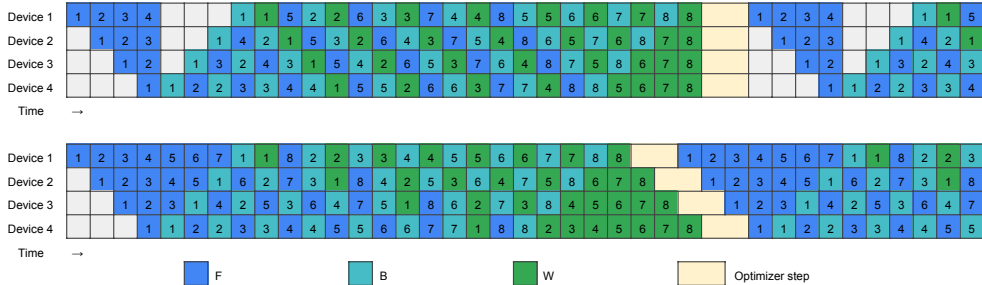 Device 1 1 2 3 4 1 1 5 2 2 6 3 3 7 4 4 8 5 5 6 6 7 7 8 8 1 2 3 4 1 1 5
Device 2 1 2 3 1 4 2 1 5 3 2 6 4 3 7 5 4 8 6 5 7 6 8 7 8 1 2 3 1 4 2 1
Device 3 1 2 1 3 2 4 3 1 5 4 2 6 5 3 7 6 4 8 7 5 8 6 7 8 1 2 1 3 2 4 3
Device 4 1 1 2 2 3 3 4 4 1 5 5 2 6 6 3 7 7 4 8 8 5 6 7 8 1 1 2 2 3 3 4
Time →
Device 1 1 2 3 4 5 6 7 1 1 8 2 2 3 3 4 4 5 5 6 6 7 7 8 8 1 2 3 4 5 6 7 1 1 8 2 2 3
Device 2 1 2 3 4 5 1 6 2 7 3 1 8 4 2 5 3 6 4 7 5 8 6 7 8 1 2 3 4 5 1 6 2 7 3 1 8
Device 3 1 2 3 1 4 2 5 3 6 4 7 5 1 8 6 2 7 3 8 4 5 6 7 8 1 2 3 1 4 2 5 3 6 4 7
Device 4 1 1 2 2 3 3 4 4 5 5 6 6 7 7 1 8 8 2 3 4 5 6 7 8 1 1 2 2 3 3 4 4 5 5
Time →
F B W Optimizer step